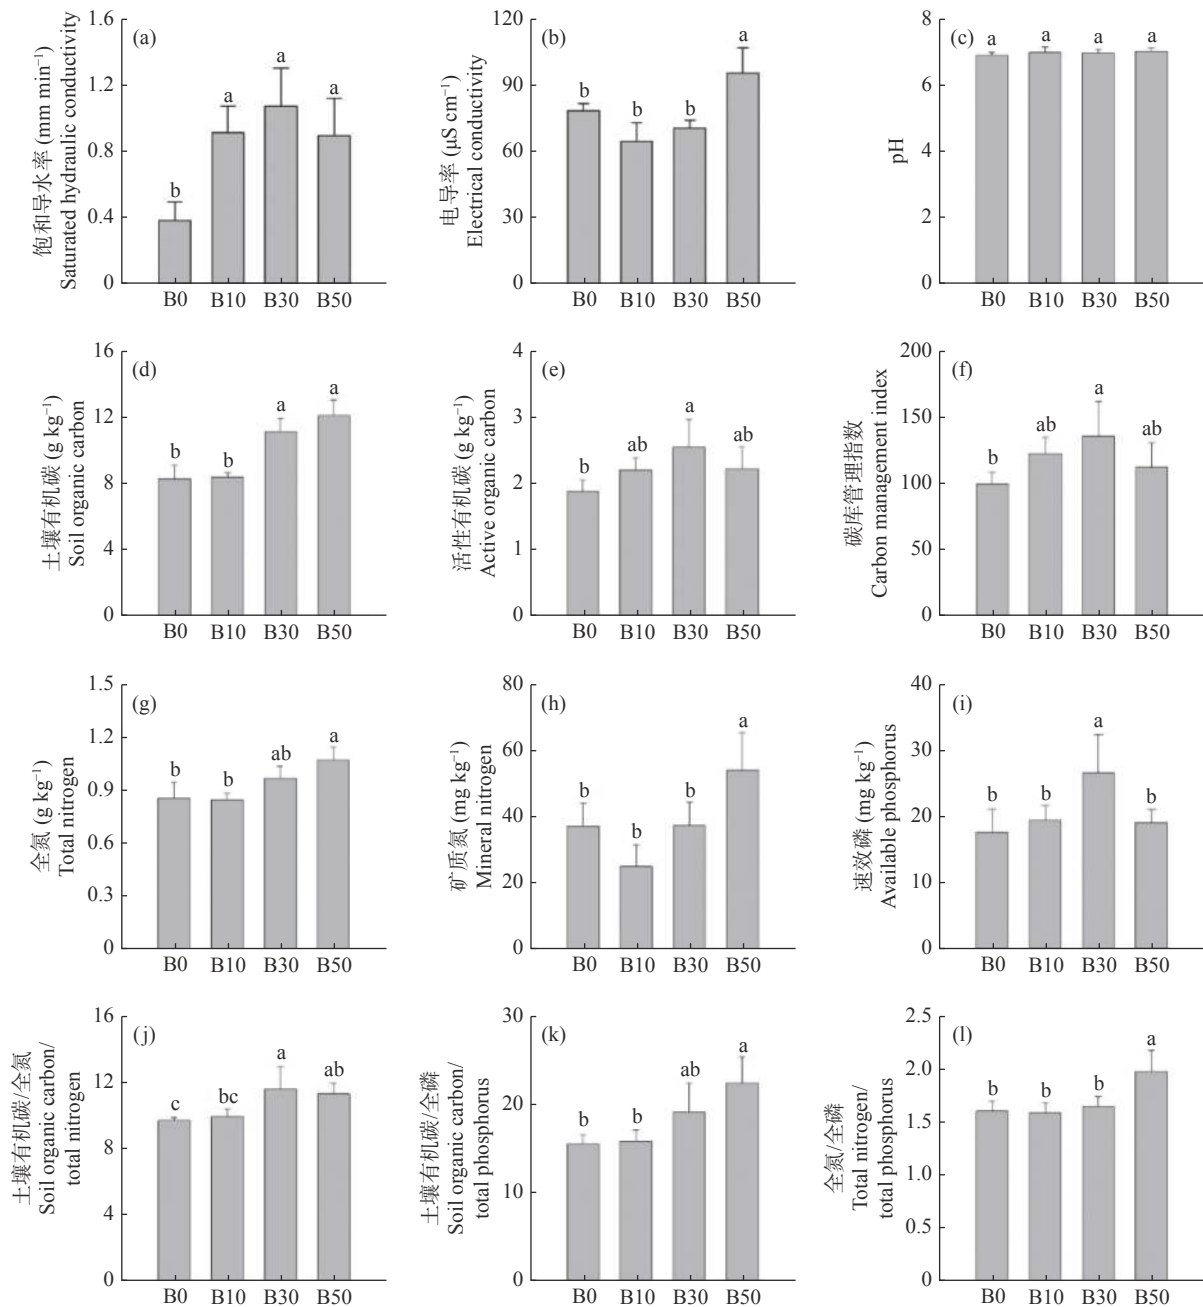 (a)
饱和导水率 (mm min⁻¹)
Saturated hydraulic conductivity
1.6
1.2
0.8
0.4
0
b
a
a
a
B0 B10 B30 B50
(b)
电导率 (μS cm⁻¹)
Electrical conductivity
120
90
60
30
0
b
b
b
a
B0 B10 B30 B50
(c)
pH
8
6
4
2
0
a
a
a
a
B0 B10 B30 B50
(d)
土壤有机碳 (g kg⁻¹)
Soil organic carbon
16
12
8
4
0
b
b
a
a
B0 B10 B30 B50
(e)
活性有机碳 (g kg⁻¹)
Active organic carbon
4
3
2
1
0
b
ab
a
ab
B0 B10 B30 B50
(f)
碳库管理指数
Carbon management index
200
150
100
50
0
b
ab
a
ab
B0 B10 B30 B50
(g)
全氮 (g kg⁻¹)
Total nitrogen
1.5
1.2
0.9
0.6
0.3
0
b
b
ab
a
B0 B10 B30 B50
(h)
矿质氮 (mg kg⁻¹)
Mineral nitrogen
80
60
40
20
0
b
b
b
a
B0 B10 B30 B50
(i)
速效磷 (mg kg⁻¹)
Available phosphorus
40
30
20
10
0
b
b
a
b
B0 B10 B30 B50
(j)
土壤有机碳/全氮
Soil organic carbon/
total nitrogen
16
12
8
4
0
c
bc
a
ab
B0 B10 B30 B50
(k)
土壤有机碳/全磷
Soil organic carbon/
total phosphorus
30
20
10
0
b
b
ab
a
B0 B10 B30 B50
(l)
全氮/全磷
Total nitrogen/
total phosphorus
2.5
2.0
1.5
1.0
0.5
0
b
b
b
a
B0 B10 B30 B50